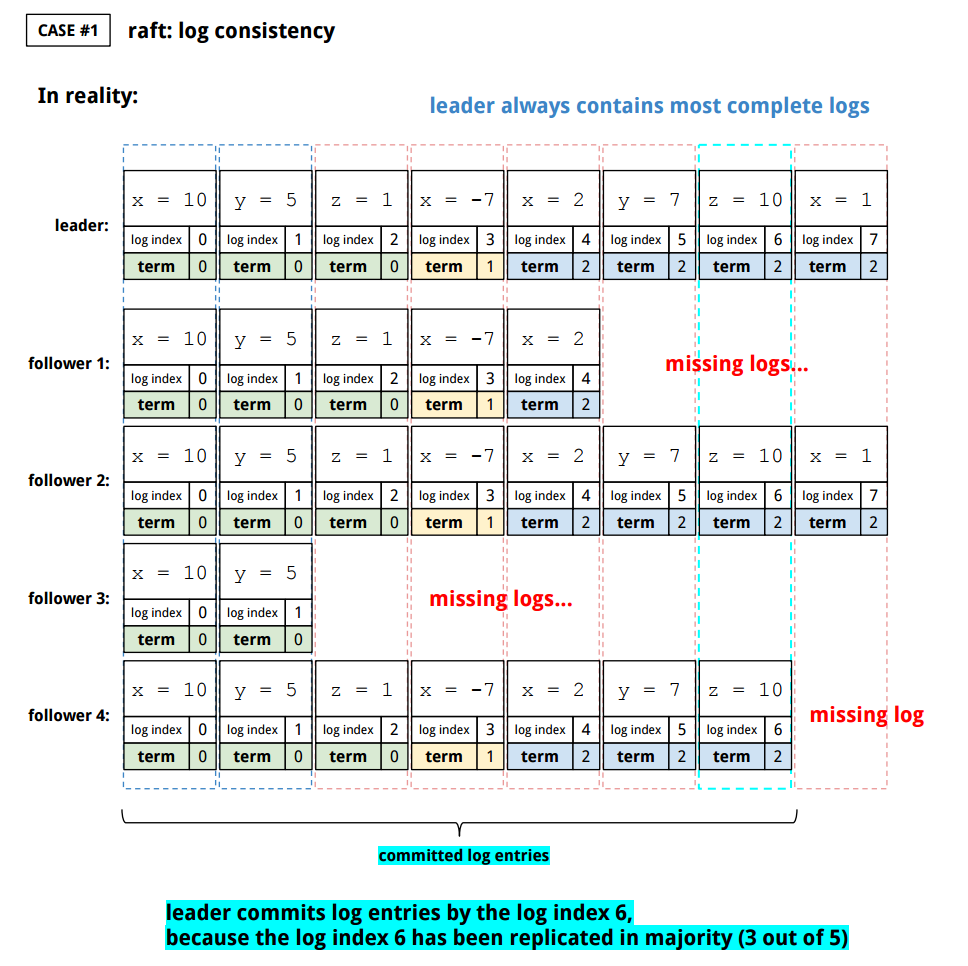 CASE #1 raft: log consistency
In reality:
leader always contains most complete logs
leader:
x = 10 y = 5 z = 1 x = -7 x = 2 y = 7 z = 10 x = 1
log index 0 log index 1 log index 2 log index 3 log index 4 log index 5 log index 6 log index 7
term 0 term 0 term 0 term 1 term 2 term 2 term 2 term 2
follower 1:
x = 10 y = 5 z = 1 x = -7 x = 2
log index 0 log index 1 log index 2 log index 3 log index 4
term 0 term 0 term 0 term 1 term 2
missing logs...
follower 2:
x = 10 y = 5 z = 1 x = -7 x = 2 y = 7 z = 10 x = 1
log index 0 log index 1 log index 2 log index 3 log index 4 log index 5 log index 6 log index 7
term 0 term 0 term 0 term 1 term 2 term 2 term 2 term 2
follower 3:
x = 10 y = 5
log index 0 log index 1
term 0 term 0
missing logs...
follower 4:
x = 10 y = 5 z = 1 x = -7 x = 2 y = 7 z = 10
log index 0 log index 1 log index 2 log index 3 log index 4 log index 5 log index 6
term 0 term 0 term 0 term 1 term 2 term 2 term 2
missing log
committed log entries
leader commits log entries by the log index 6,
because the log index 6 has been replicated in majority (3 out of 5)